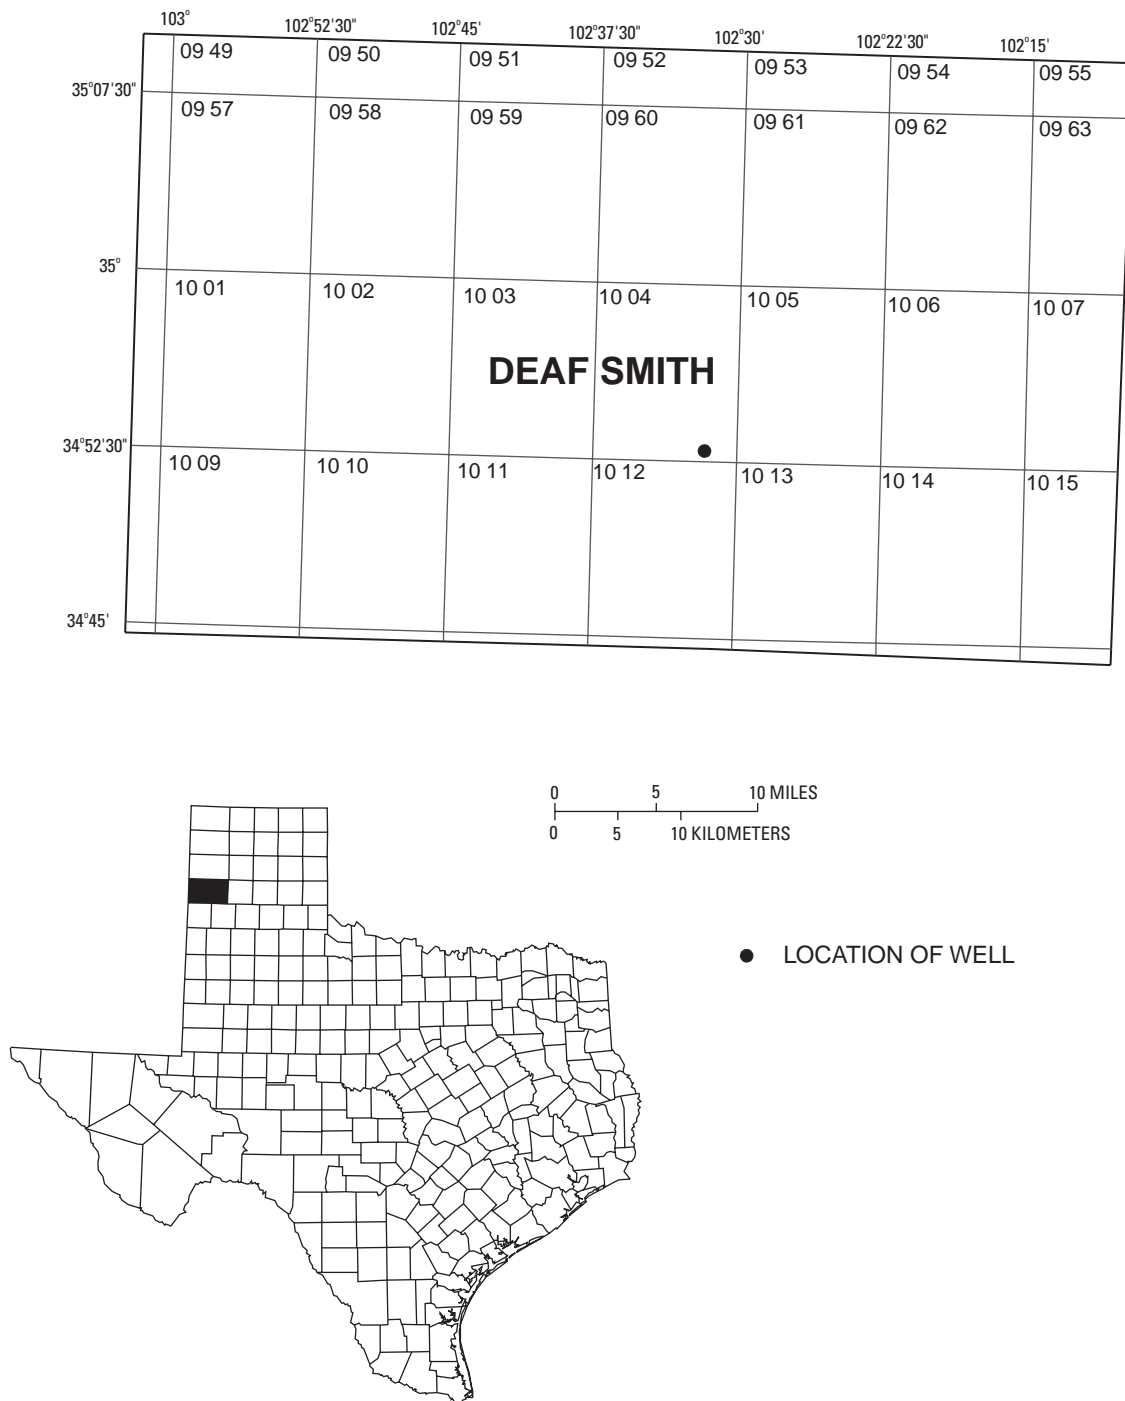 103° 102°52'30" 102°45' 102°37'30" 102°30' 102°22'30" 102°15'
09 49 09 50 09 51 09 52 09 53 09 54 09 55
35°07'30"
09 57 09 58 09 59 09 60 09 61 09 62 09 63
35°
10 01 10 02 10 03 10 04 10 05 10 06 10 07
DEAF SMITH
34°52'30"
10 09 10 10 10 11 10 12 10 13 10 14 10 15
34°45'
0 5 10 MILES
0 5 10 KILOMETERS
LOCATION OF WELL